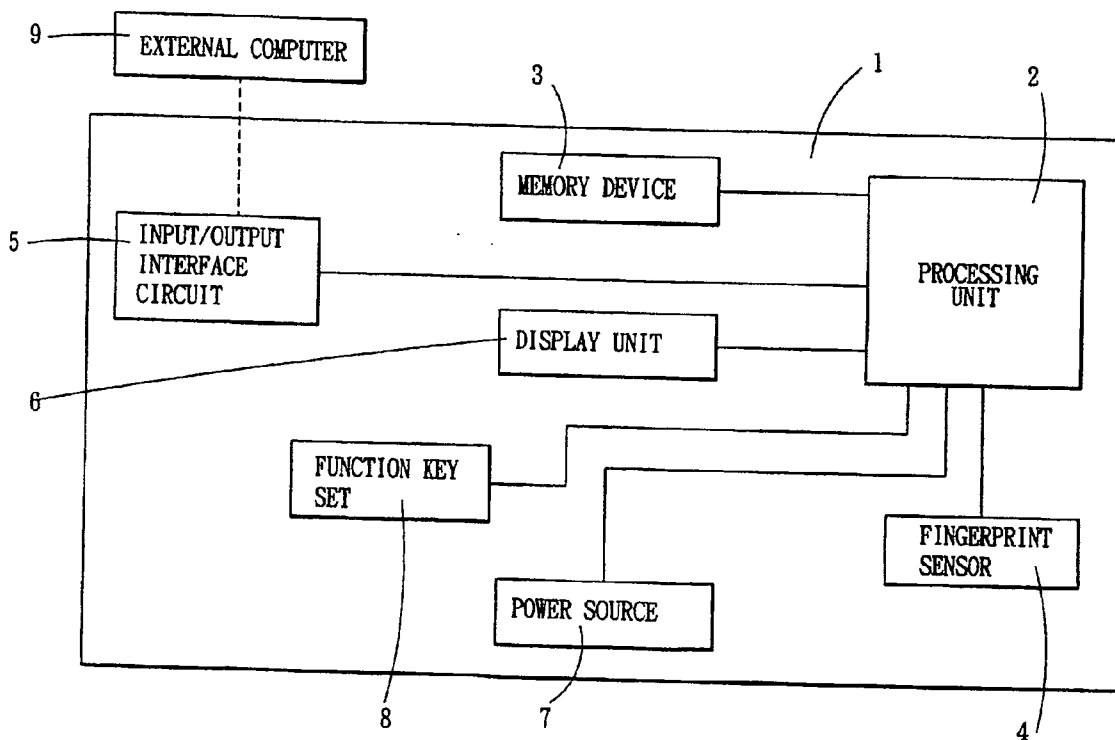 9
EXTERNAL COMPUTER
1
3
2
MEMORY DEVICE
5
INPUT/OUTPUT
INTERFACE
CIRCUIT
PROCESSING
UNIT
DISPLAY UNIT
6
FUNCTION KEY
SET
FINGERPRINT
SENSOR
POWER SOURCE
8
7
4